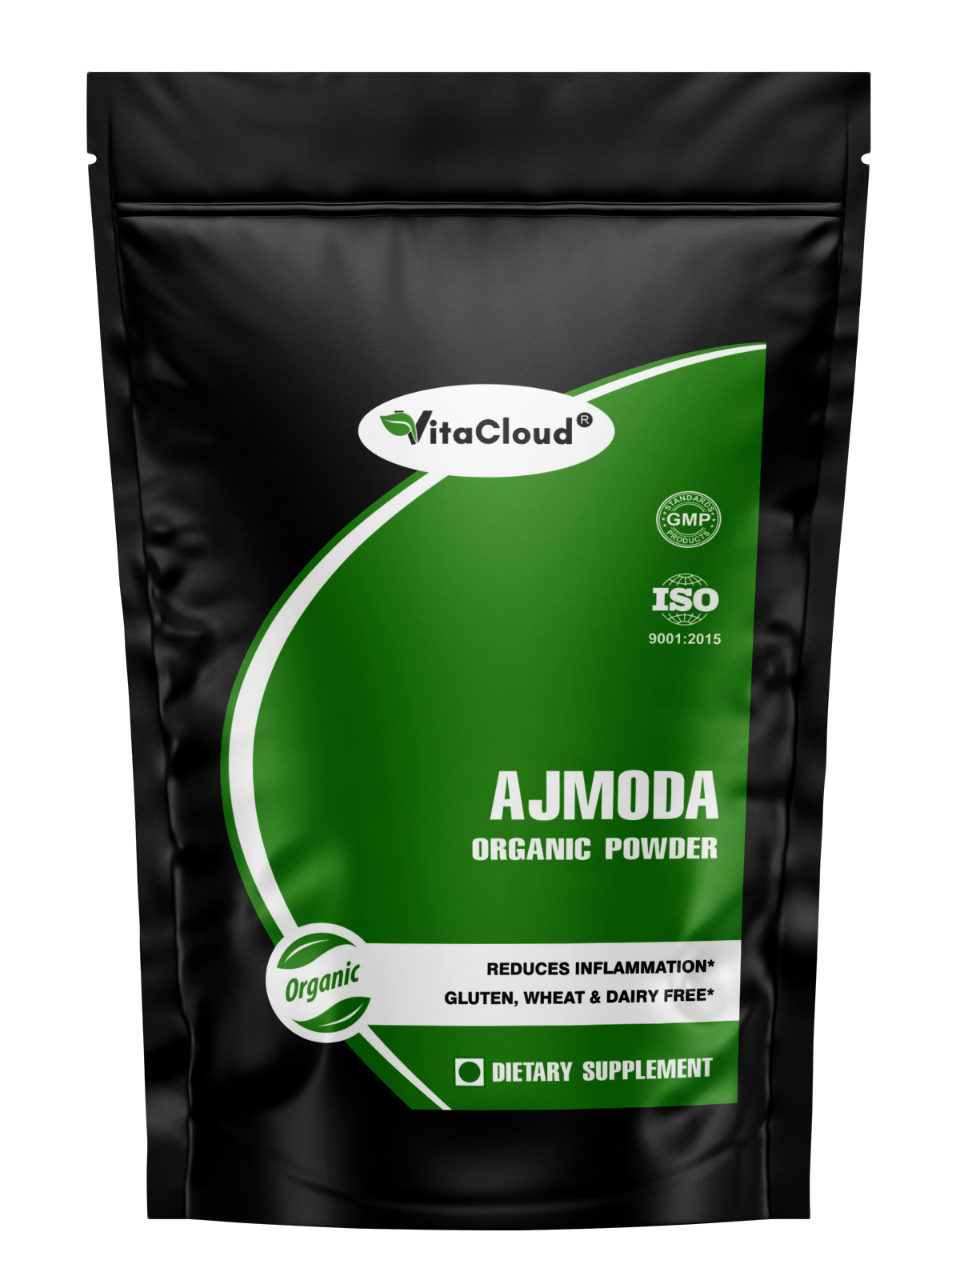 VitaCloud®
STANDARDS
GMP
PRODUCTS
ISO
9001:2015
AJMODA
ORGANIC POWDER
Organic
REDUCES INFLAMMATION*
GLUTEN, WHEAT & DAIRY FREE*
DIETARY SUPPLEMENT